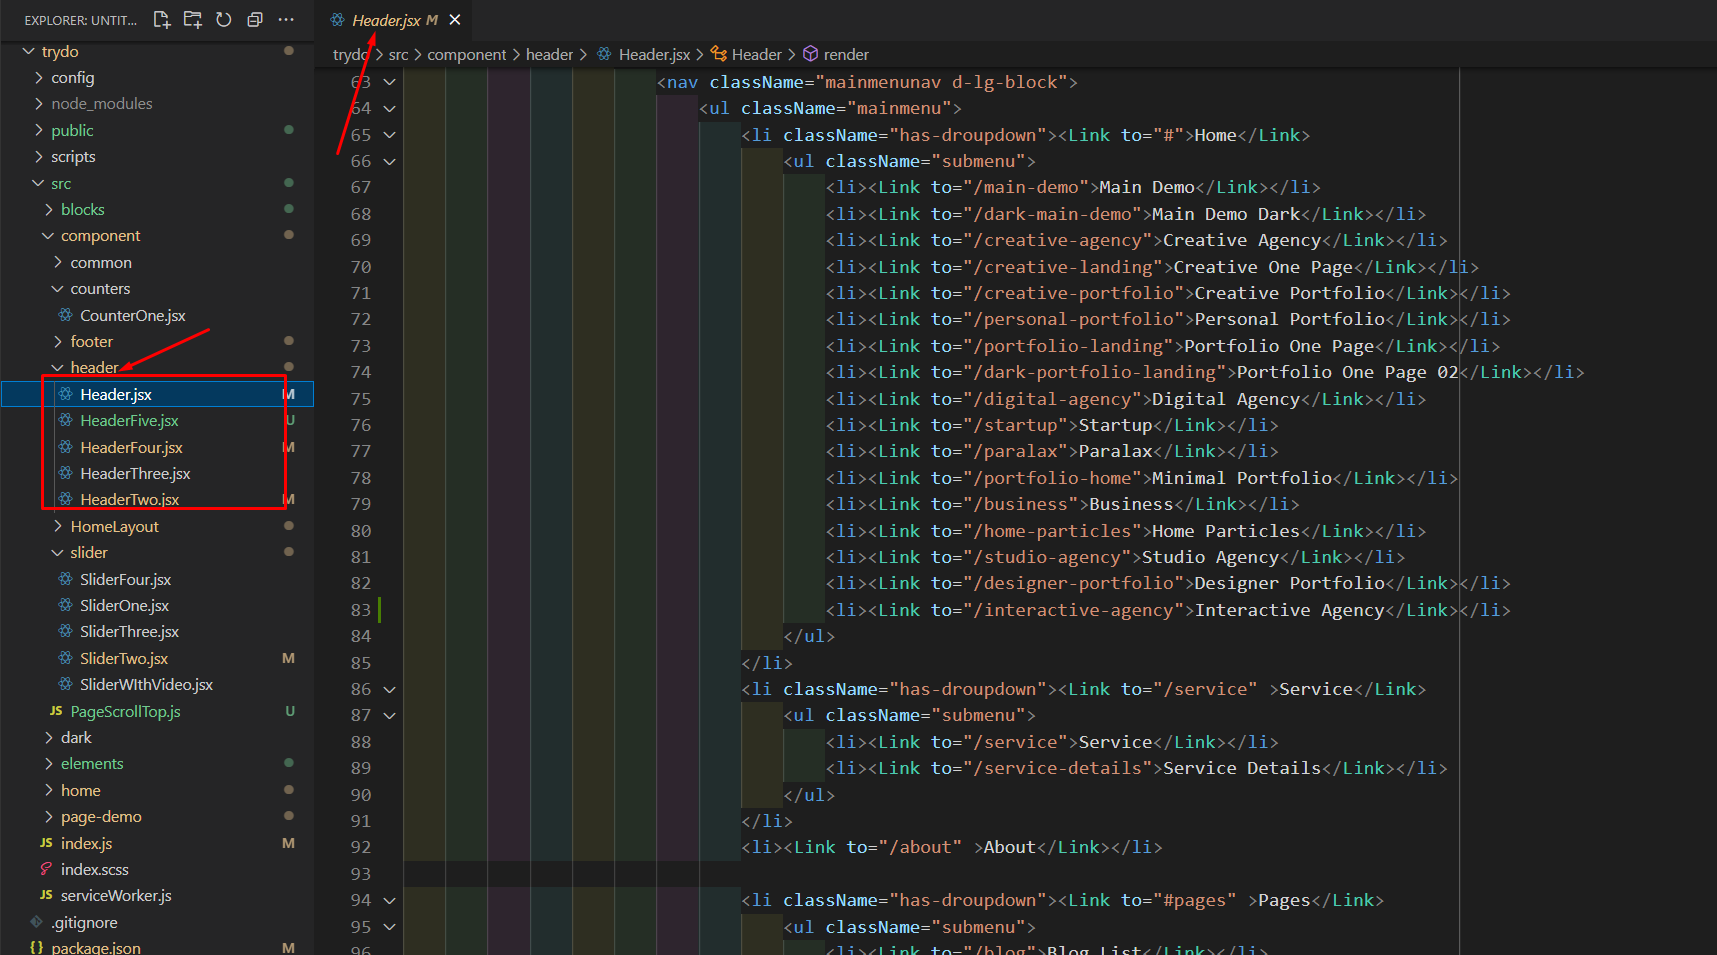 EXPLORER: UNTIT...
trydo
config
node_modules
public
scripts
src
blocks
component
common
counters
CounterOne.jsx
footer
header
Header.jsx M
HeaderFive.jsx U
HeaderFour.jsx M
HeaderThree.jsx
HeaderTwo.jsx M
HomeLayout
slider
SliderFour.jsx
SliderOne.jsx
SliderThree.jsx
SliderTwo.jsx M
SliderWIthVideo.jsx
JS PageScrollTop.js U
dark
elements
home
page-demo
JS index.js M
index.scss
JS serviceWorker.js
.gitignore
{} package.json M
Header.jsx M
trydo > src > component > header > Header.jsx > Header > render
63 <nav className="mainmenunav d-lg-block">
64 <ul className="mainmenu">
65 <li className="has-droupdown"><Link to="#">Home</Link>
66 <ul className="submenu">
67 <li><Link to="/main-demo">Main Demo</Link></li>
68 <li><Link to="/dark-main-demo">Main Demo Dark</Link></li>
69 <li><Link to="/creative-agency">Creative Agency</Link></li>
70 <li><Link to="/creative-landing">Creative One Page</Link></li>
71 <li><Link to="/creative-portfolio">Creative Portfolio</Link></li>
72 <li><Link to="/personal-portfolio">Personal Portfolio</Link></li>
73 <li><Link to="/portfolio-landing">Portfolio One Page</Link></li>
74 <li><Link to="/dark-portfolio-landing">Portfolio One Page 02</Link></li>
75 <li><Link to="/digital-agency">Digital Agency</Link></li>
76 <li><Link to="/startup">Startup</Link></li>
77 <li><Link to="/paralax">Paralax</Link></li>
78 <li><Link to="/portfolio-home">Minimal Portfolio</Link></li>
79 <li><Link to="/business">Business</Link></li>
80 <li><Link to="/home-particles">Home Particles</Link></li>
81 <li><Link to="/studio-agency">Studio Agency</Link></li>
82 <li><Link to="/designer-portfolio">Designer Portfolio</Link></li>
83 <li><Link to="/interactive-agency">Interactive Agency</Link></li>
84 </ul>
85 </li>
86 <li className="has-droupdown"><Link to="/service" >Service</Link>
87 <ul className="submenu">
88 <li><Link to="/service">Service</Link></li>
89 <li><Link to="/service-details">Service Details</Link></li>
90 </ul>
91 </li>
92 <li><Link to="/about" >About</Link></li>
93
94 <li className="has-droupdown"><Link to="#pages" >Pages</Link>
95 <ul className="submenu">
96 <li><Link to="/blog">Blog List</Link></li>